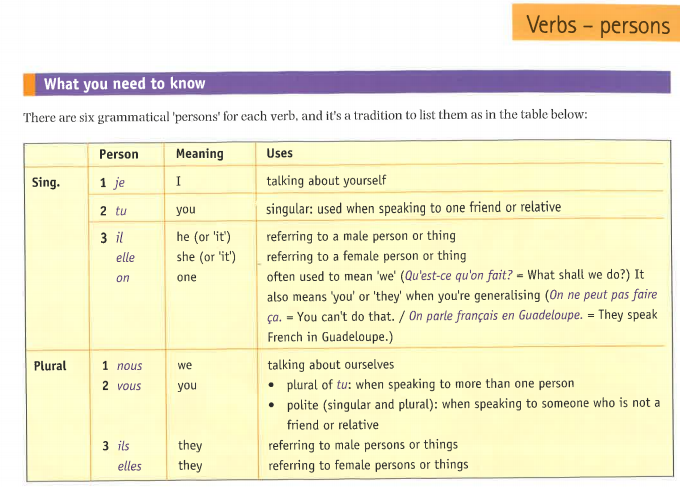 Verbs – persons
What you need to know
There are six grammatical 'persons' for each verb, and it's a tradition to list them as in the table below:
Person Meaning Uses
Sing. 1 je I talking about yourself
2 tu you singular: used when speaking to one friend or relative
3 il he (or 'it') referring to a male person or thing
elle she (or 'it') referring to a female person or thing
on one often used to mean 'we' (Qu'est-ce qu'on fait? = What shall we do?) It
also means 'you' or 'they' when you're generalising (On ne peut pas faire
ça. = You can't do that. / On parle français en Guadeloupe. = They speak
French in Guadeloupe.)
Plural 1 nous we talking about ourselves
2 vous you • plural of tu: when speaking to more than one person
• polite (singular and plural): when speaking to someone who is not a
friend or relative
3 ils they referring to male persons or things
elles they referring to female persons or things